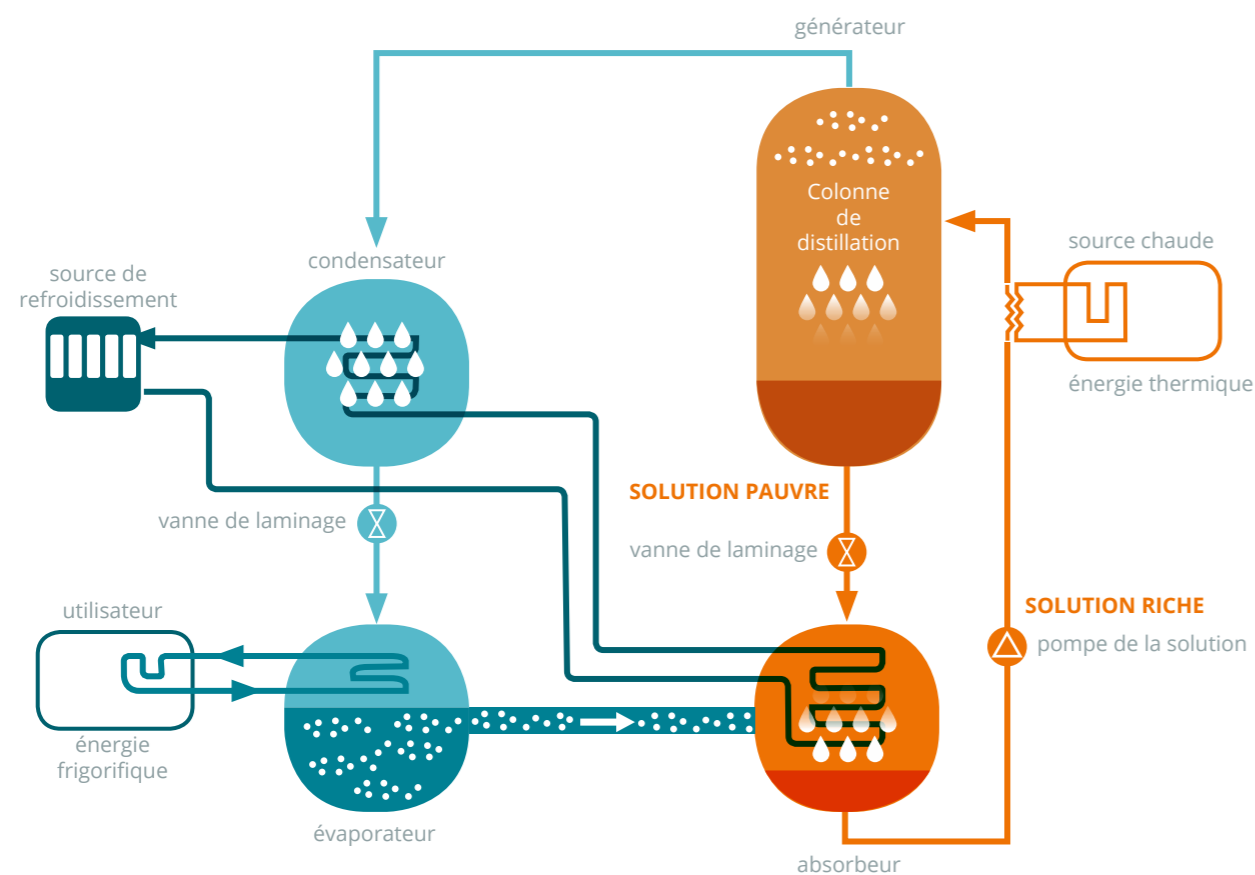 générateur
Colonne
de
distillation
source chaude
condensateur
source de
refroidissement
énergie thermique
SOLUTION PAUVRE
vanne de laminage
vanne de laminage
utilisateur
SOLUTION RICHE
pompe de la solution
énergie
frigorifique
évaporateur
absorbeur